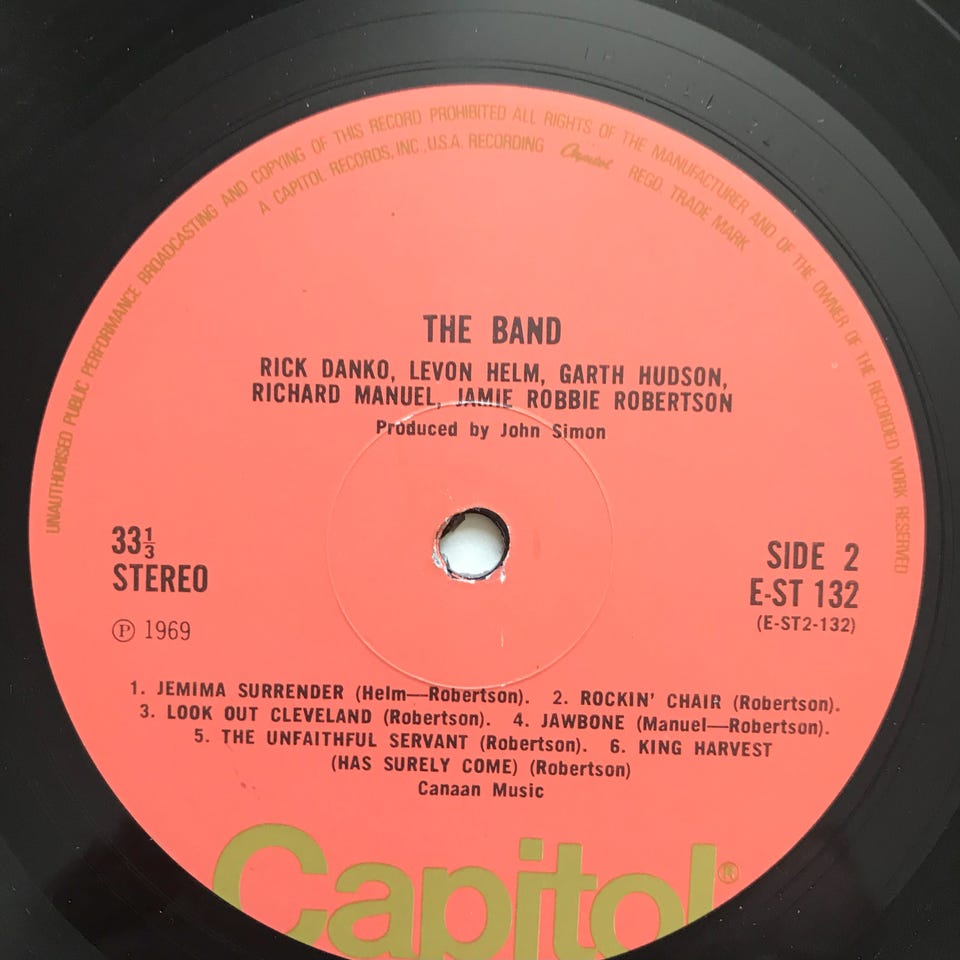 UNAUTHORISED PUBLIC PERFORMANCE BROADCASTING AND COPYING OF THIS RECORD PROHIBITED ALL RIGHTS OF THE MANUFACTURER AND OF THE OWNER OF THE RECORDED WORK RESERVED
A CAPITOL RECORDS, INC., U.S.A. RECORDING Capitol REGD. TRADE MARK
THE BAND
RICK DANKO, LEVON HELM, GARTH HUDSON,
RICHARD MANUEL, JAMIE ROBBIE ROBERTSON
Produced by John Simon
33⅓
STEREO
℗ 1969
SIDE 2
E-ST 132
(E-ST2-132)
1. JEMIMA SURRENDER (Helm—Robertson). 2. ROCKIN' CHAIR (Robertson).
3. LOOK OUT CLEVELAND (Robertson). 4. JAWBONE (Manuel—Robertson).
5. THE UNFAITHFUL SERVANT (Robertson). 6. KING HARVEST
(HAS SURELY COME) (Robertson)
Canaan Music
Capitol®